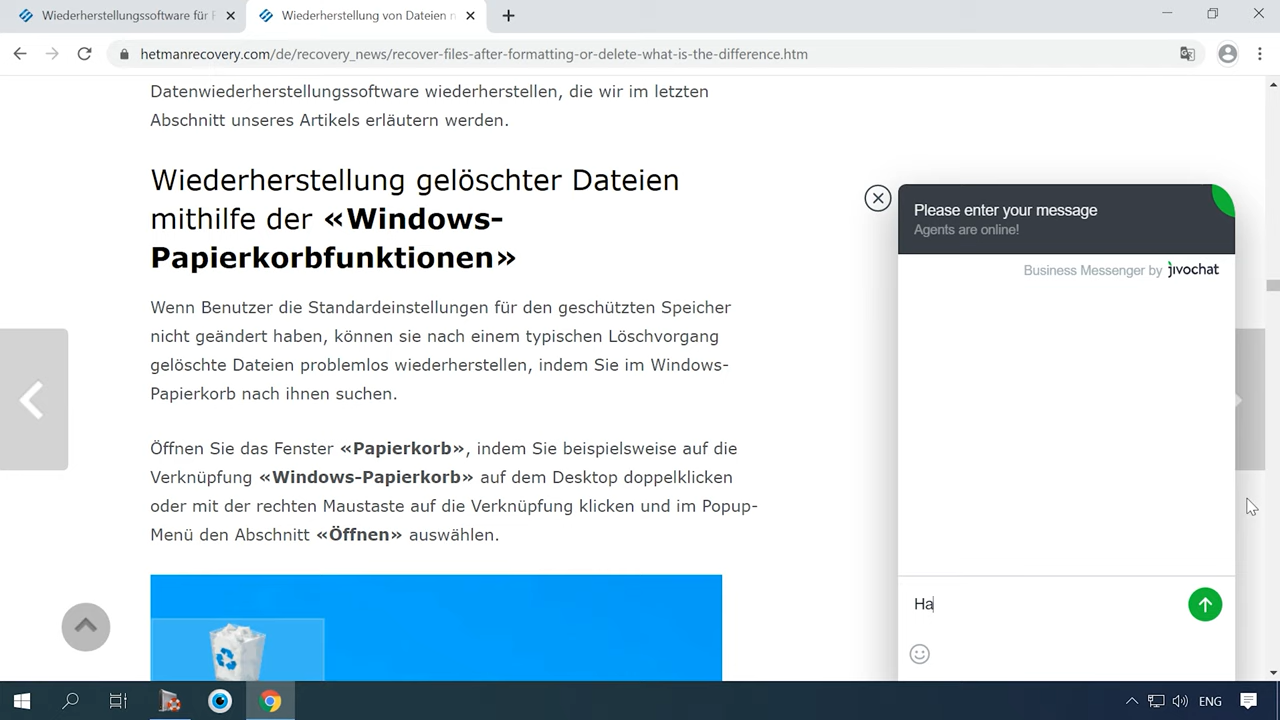 Wiederherstellungssoftware für F
Wiederherstellung von Dateien n
hetmanrecovery.com/de/recovery_news/recover-files-after-formatting-or-delete-what-is-the-difference.htm
Datenwiederherstellungssoftware wiederherstellen, die wir im letzten
Abschnitt unseres Artikels erläutern werden.
Wiederherstellung gelöschter Dateien
mithilfe der «Windows-
Papierkorbfunktionen»
Wenn Benutzer die Standardeinstellungen für den geschützten Speicher
nicht geändert haben, können sie nach einem typischen Löschvorgang
gelöschte Dateien problemlos wiederherstellen, indem Sie im Windows-
Papierkorb nach ihnen suchen.
Öffnen Sie das Fenster «Papierkorb», indem Sie beispielsweise auf die
Verknüpfung «Windows-Papierkorb» auf dem Desktop doppelklicken
oder mit der rechten Maustaste auf die Verknüpfung klicken und im Popup-
Menü den Abschnitt «Öffnen» auswählen.
Please enter your message
Agents are online!
Business Messenger by jivochat
Ha
ENG